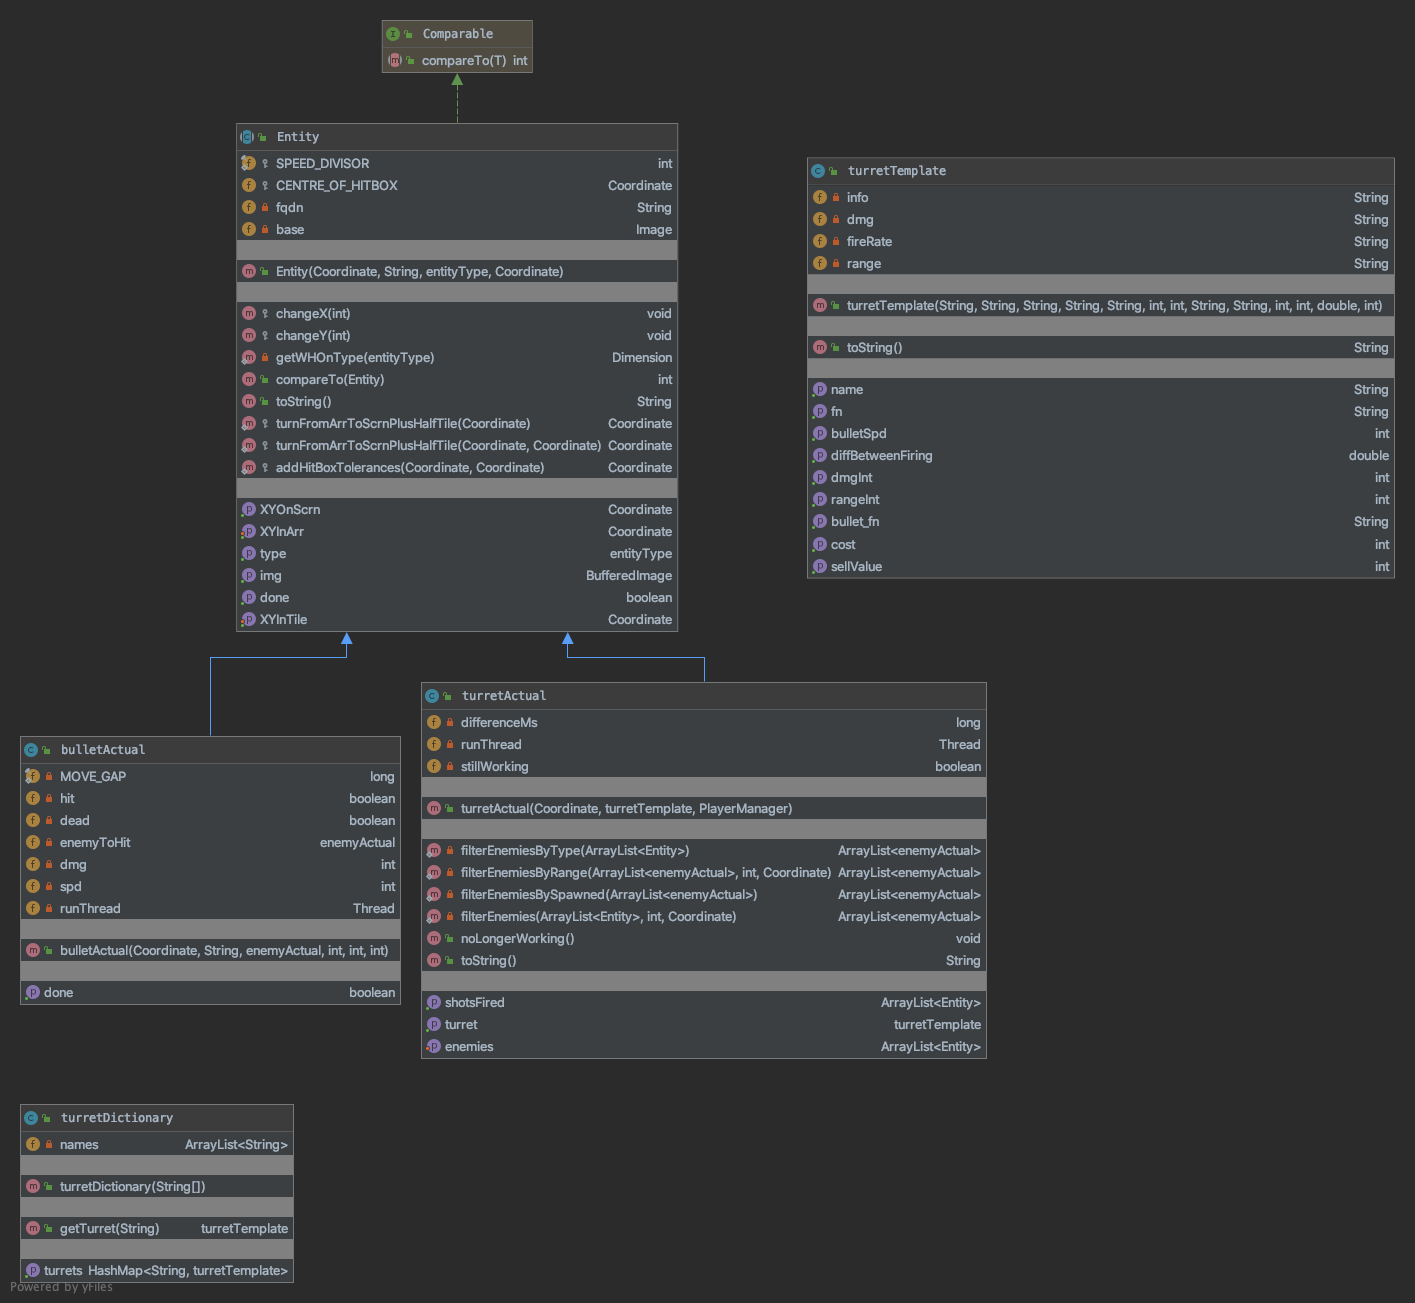 Comparable
compareTo(T) int
Entity
SPEED_DIVISOR int
CENTRE_OF_HITBOX Coordinate
fqdn String
base Image
Entity(Coordinate, String, entityType, Coordinate)
changeX(int) void
changeY(int) void
getWHOnType(entityType) Dimension
compareTo(Entity) int
toString() String
turnFromArrToScrnPlusHalfTile(Coordinate) Coordinate
turnFromArrToScrnPlusHalfTile(Coordinate, Coordinate) Coordinate
addHitBoxTolerances(Coordinate, Coordinate) Coordinate
XYOnScrn Coordinate
XYInArr Coordinate
type entityType
img BufferedImage
done boolean
XYInTile Coordinate
turretTemplate
info String
dmg String
fireRate String
range String
turretTemplate(String, String, String, String, String, int, int, String, String, int, int, double, int)
toString() String
name String
fn String
bulletSpd int
diffBetweenFiring double
dmgInt int
rangeInt int
bullet_fn String
cost int
sellValue int
bulletActual
MOVE_GAP long
hit boolean
dead boolean
enemyToHit enemyActual
dmg int
spd int
runThread Thread
bulletActual(Coordinate, String, enemyActual, int, int, int)
done boolean
turretActual
differenceMs long
runThread Thread
stillWorking boolean
turretActual(Coordinate, turretTemplate, PlayerManager)
filterEnemiesByType(ArrayList<Entity>) ArrayList<enemyActual>
filterEnemiesByRange(ArrayList<enemyActual>, int, Coordinate) ArrayList<enemyActual>
filterEnemiesBySpawned(ArrayList<enemyActual>) ArrayList<enemyActual>
filterEnemies(ArrayList<Entity>, int, Coordinate) ArrayList<enemyActual>
noLongerWorking() void
toString() String
shotsFired ArrayList<Entity>
turret turretTemplate
enemies ArrayList<Entity>
turretDictionary
names ArrayList<String>
turretDictionary(String[])
getTurret(String) turretTemplate
turrets HashMap<String, turretTemplate>
Powered by yFiles